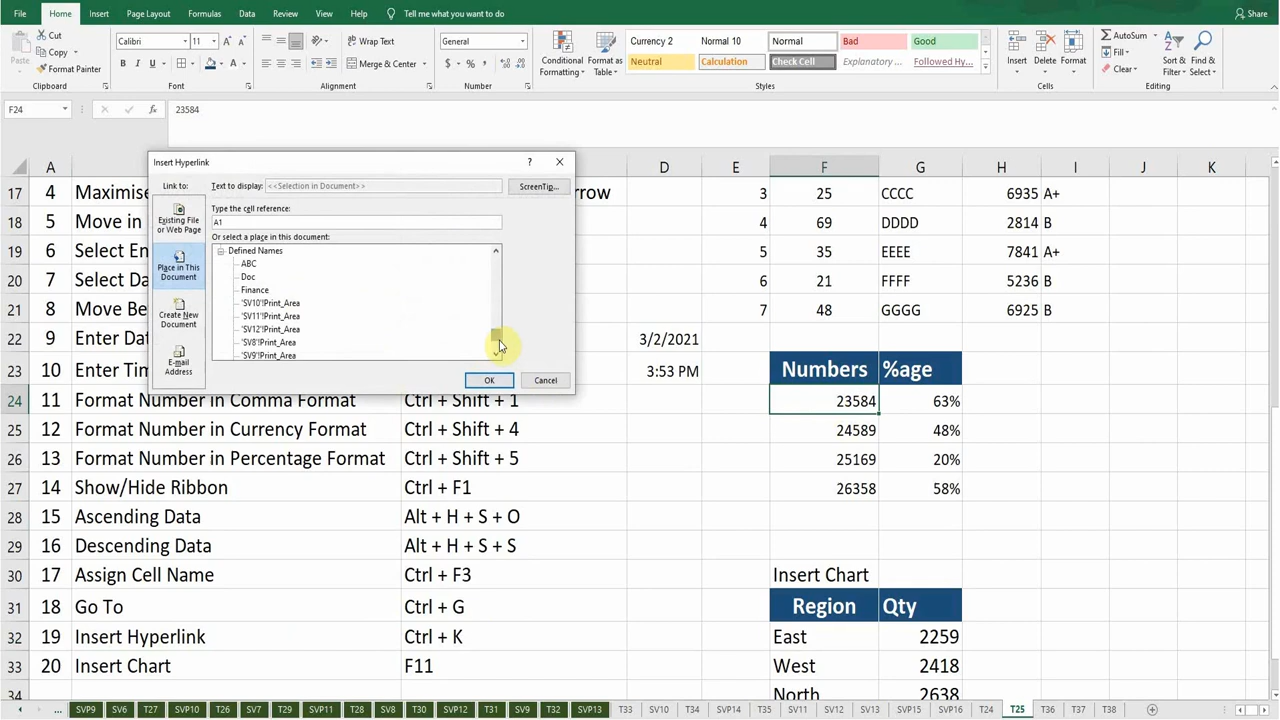 File Home Insert Page Layout Formulas Data Review View Help Tell me what you want to do Share
Cut Calibri 11 Wrap Text General Currency 2 Normal 10 Normal Bad Good AutoSum
Paste Copy Conditional Formatting Format as Table Insert Delete Format Fill Sort & Filter Find & Select
Format Painter B I U Merge & Center $ % Neutral Calculation Check Cell Explanatory ... Followed Hy... Clear
Clipboard Font Alignment Number Styles Cells Editing
F24 fx 23584
Insert Hyperlink ?
Link to: Text to display: <<Selection in Document>> ScreenTip...
Existing File or Web Page
Place in This Document
Create New Document
E-mail Address
Type the cell reference:
A1
Or select a place in this document:
Defined Names
ABC
Doc
Finance
'SV10'!Print_Area
'SV11'!Print_Area
'SV12'!Print_Area
'SV8'!Print_Area
'SV9'!Print_Area
OK Cancel
A D E F G H I J K
17 4 Maximise rrow 3 25 CCCC 6935 A+
18 5 Move in 4 69 DDDD 2814 B
19 6 Select En 5 35 EEEE 7841 A+
20 7 Select Da 6 21 FFFF 5236 B
21 8 Move Be 7 48 GGGG 6925 B
22 9 Enter Dat 3/2/2021
23 10 Enter Tim 3:53 PM Numbers %age
24 11 Format Number in Comma Format Ctrl + Shift + 1 23584 63%
25 12 Format Number in Currency Format Ctrl + Shift + 4 24589 48%
26 13 Format Number in Percentage Format Ctrl + Shift + 5 25169 20%
27 14 Show/Hide Ribbon Ctrl + F1 26358 58%
28 15 Ascending Data Alt + H + S + O
29 16 Descending Data Alt + H + S + S
30 17 Assign Cell Name Ctrl + F3 Insert Chart
31 18 Go To Ctrl + G Region Qty
32 19 Insert Hyperlink Ctrl + K East 2259
33 20 Insert Chart F11 West 2418
34 North 2638
... SVP9 SV6 T27 SVP10 T26 SV7 T28 SV8 T30 SVP12 T31 SV9 T32 SVP13 T33 SV10 T34 SVP14 T35 SV11 SV12 SV13 SVP15 SVP16 T24 T25 T36 T37 T38